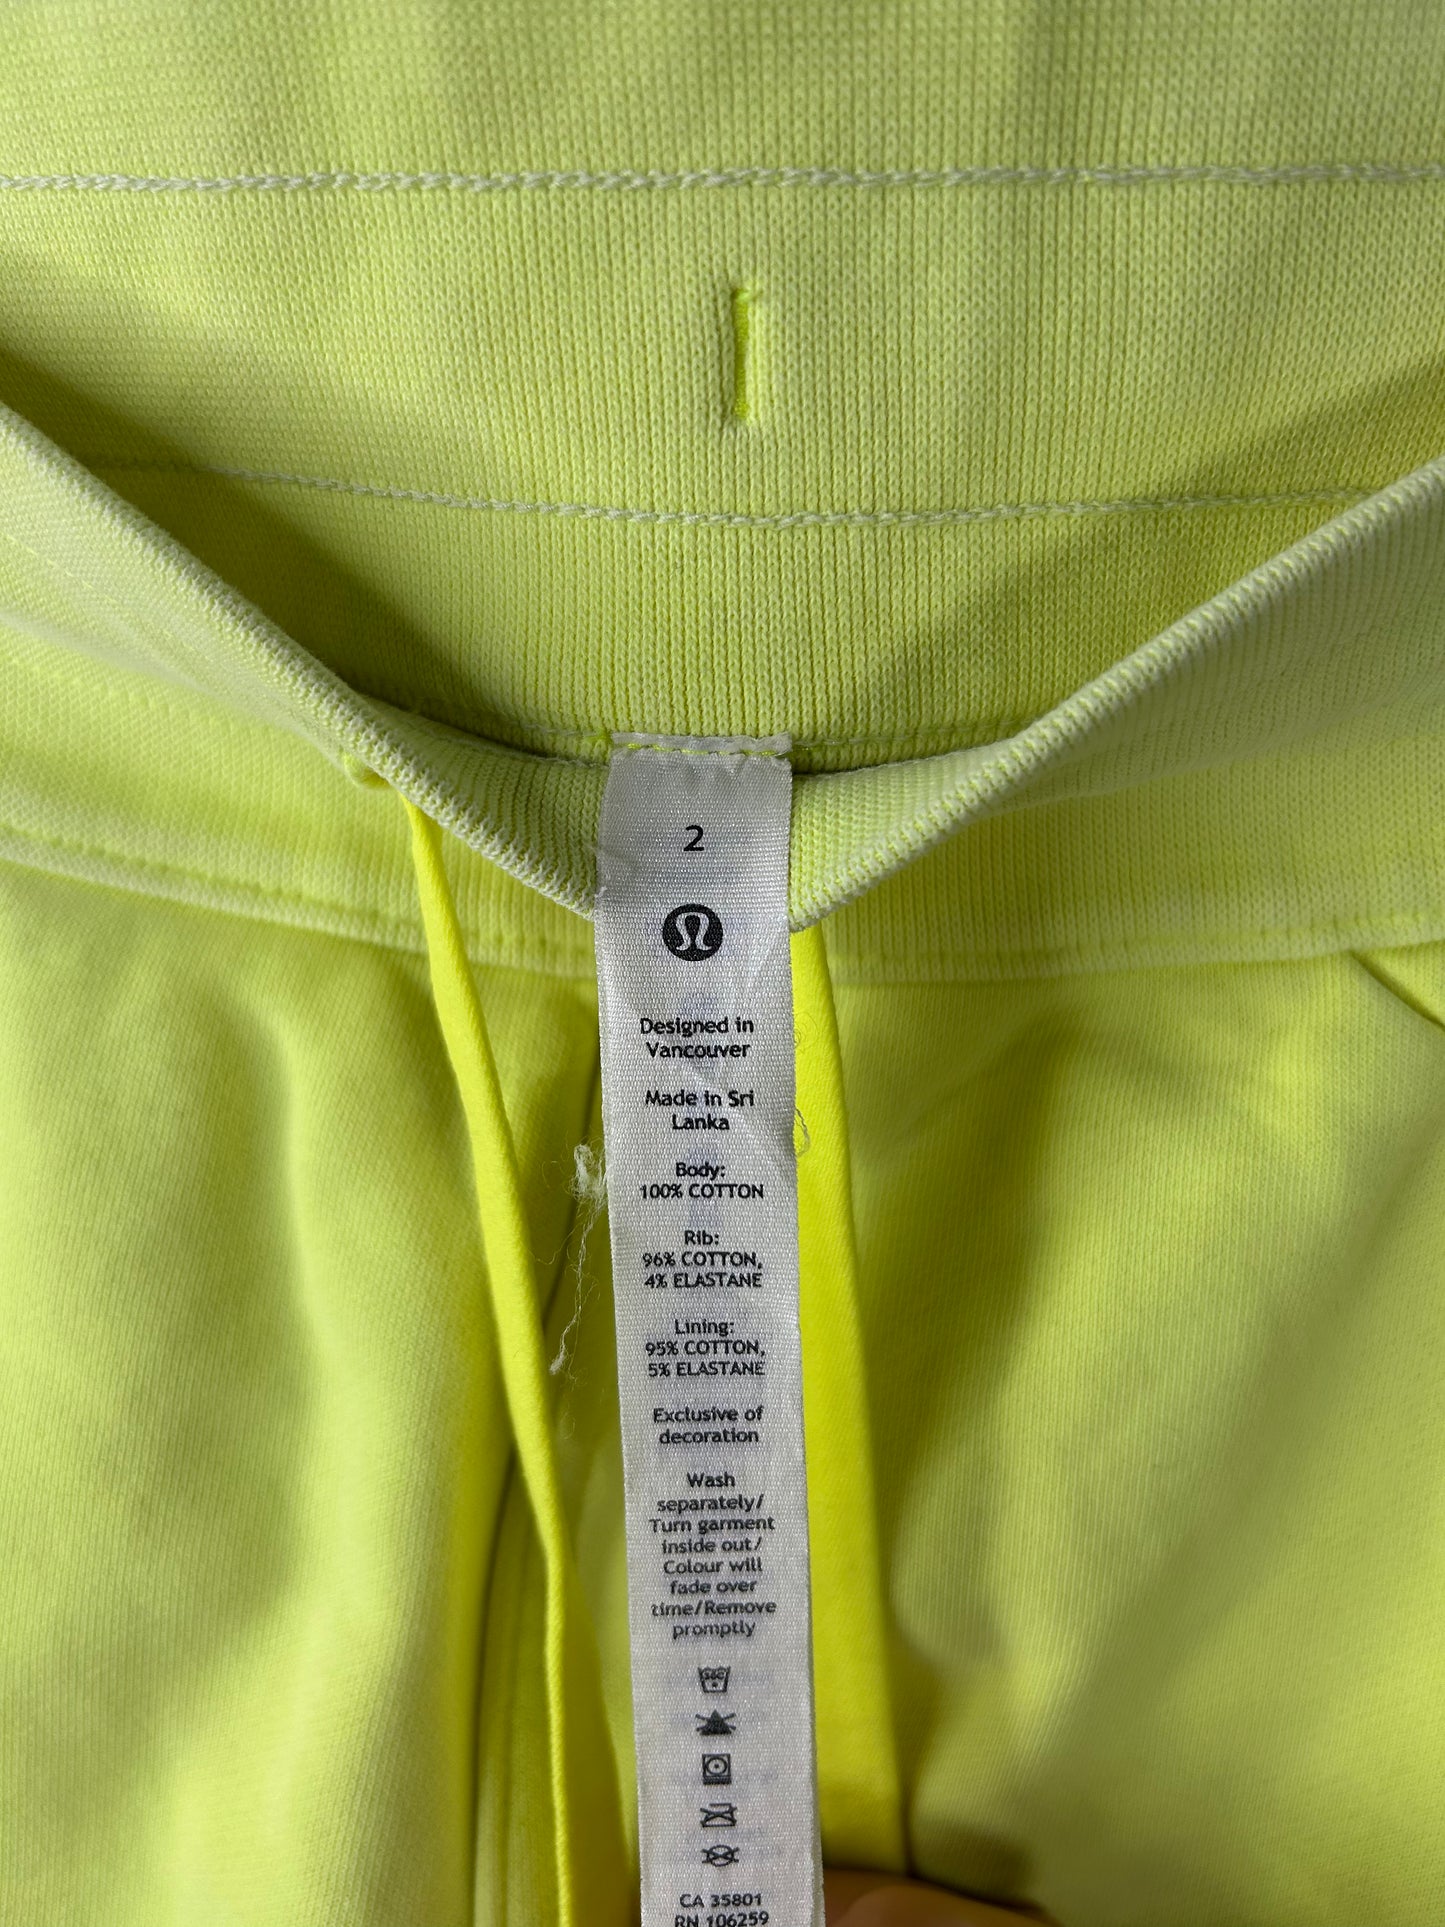 2
Designed in
Vancouver
Made in Sri
Lanka
Body:
100% COTTON
Rib:
96% COTTON,
4% ELASTANE
Lining:
95% COTTON,
5% ELASTANE
Exclusive of
decoration
Wash
separately/
Turn garment
inside out/
Colour will
fade over
time/Remove
promptly
CA 35801
RN 106259